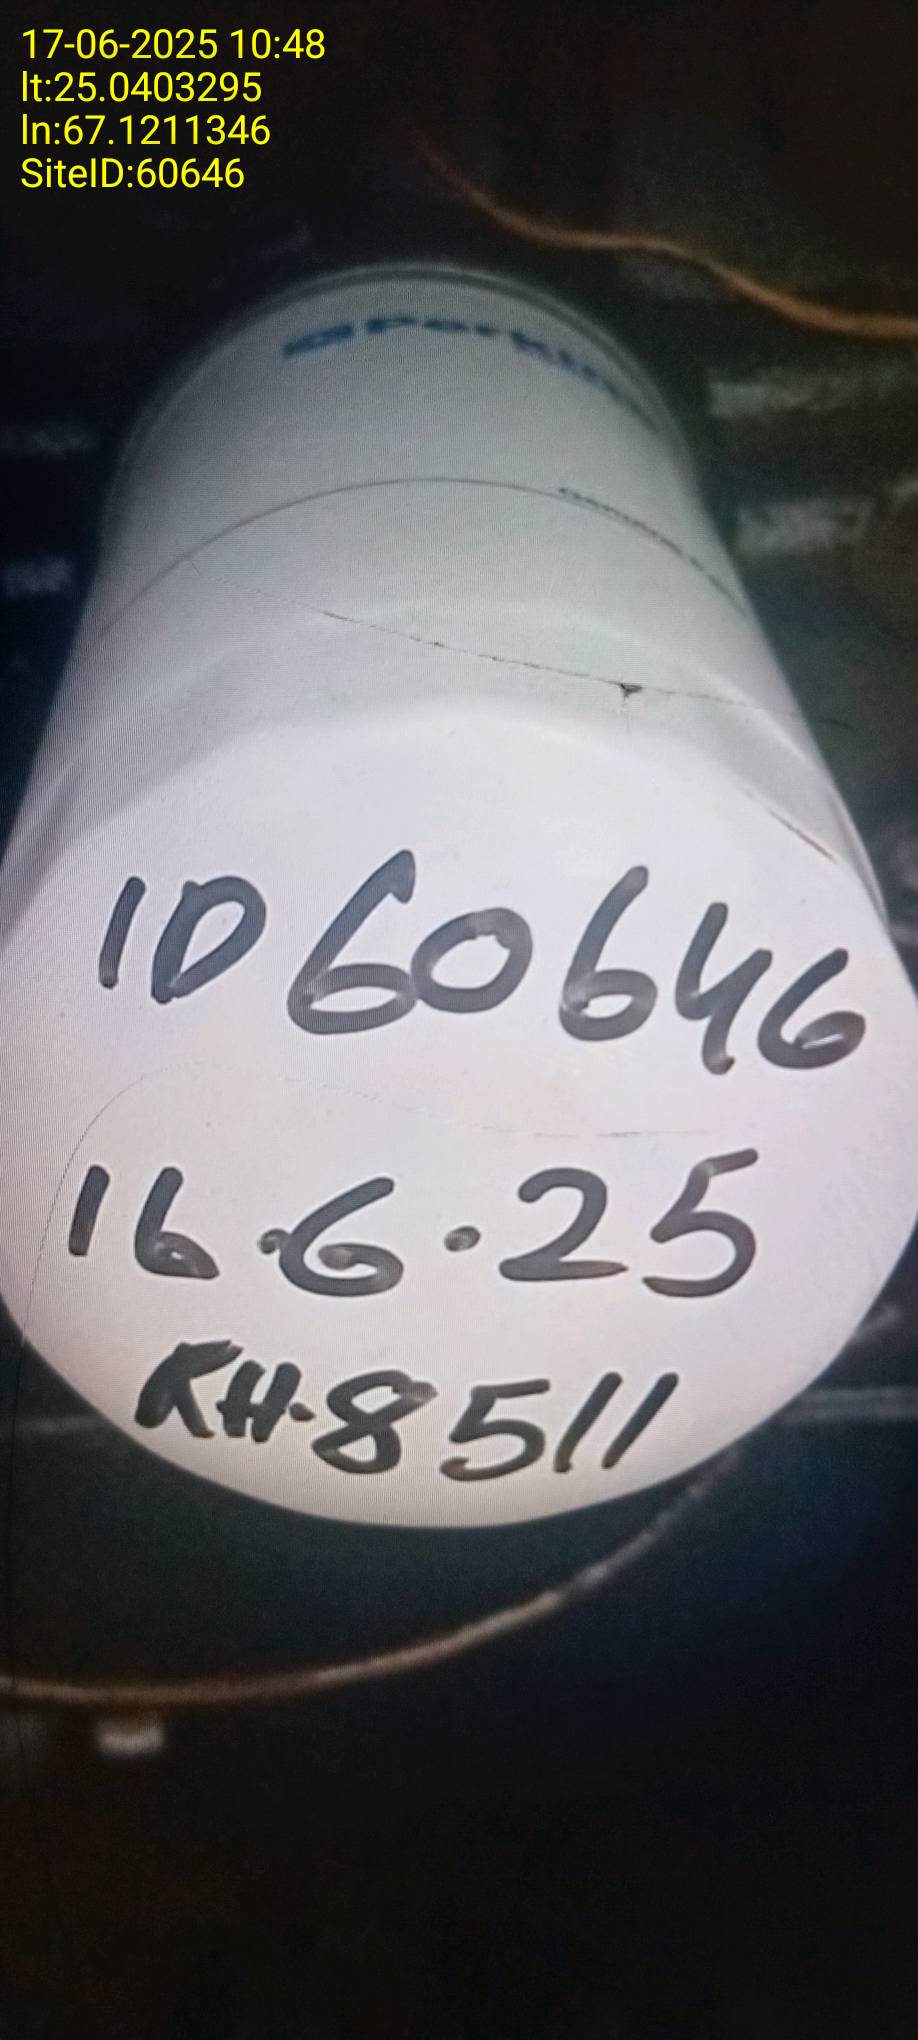 17-06-2025 10:48
lt:25.0403295
ln:67.1211346
SiteID:60646
Perkins
ID 60646
16.6.25
KH-8511